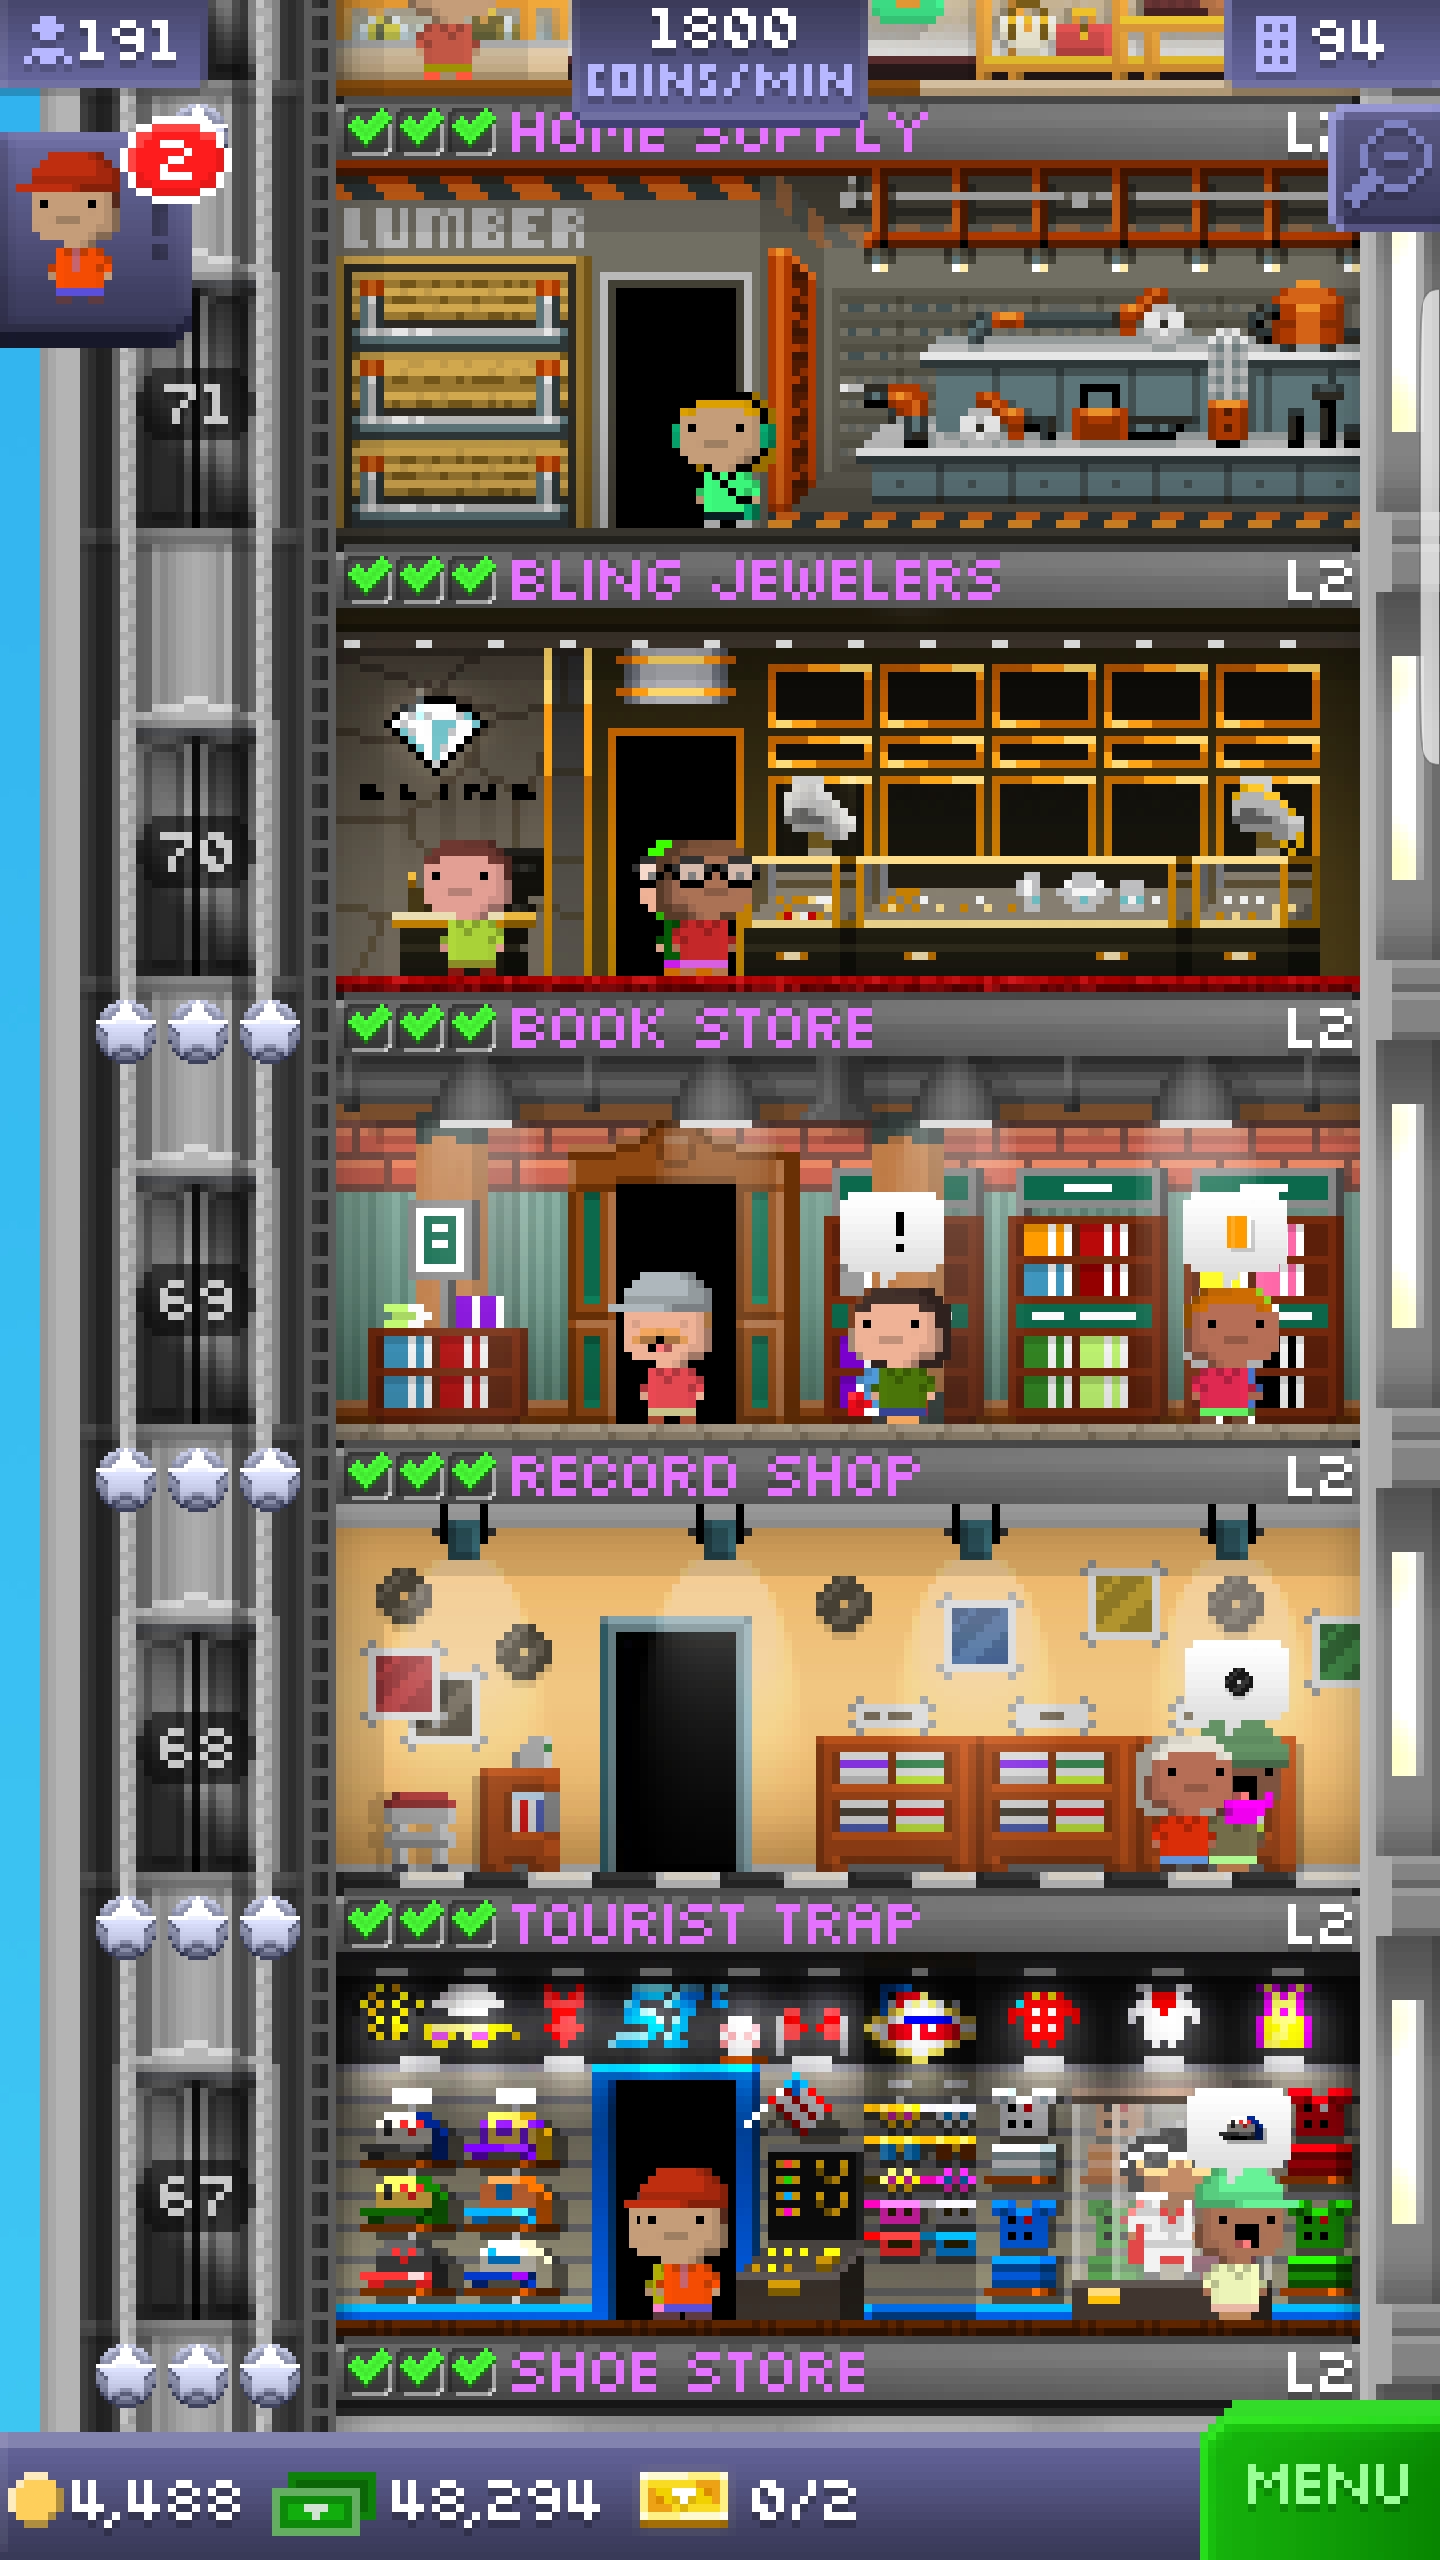 191
1800
COINS/MIN
94
2
HOME SUPPLY
LUMBER
71
BLING JEWELERS L2
BLING
70
BOOK STORE L2
!
69
RECORD SHOP L2
68
TOURIST TRAP L2
67
SHOE STORE L2
4,488 48,294 0/2
MENU